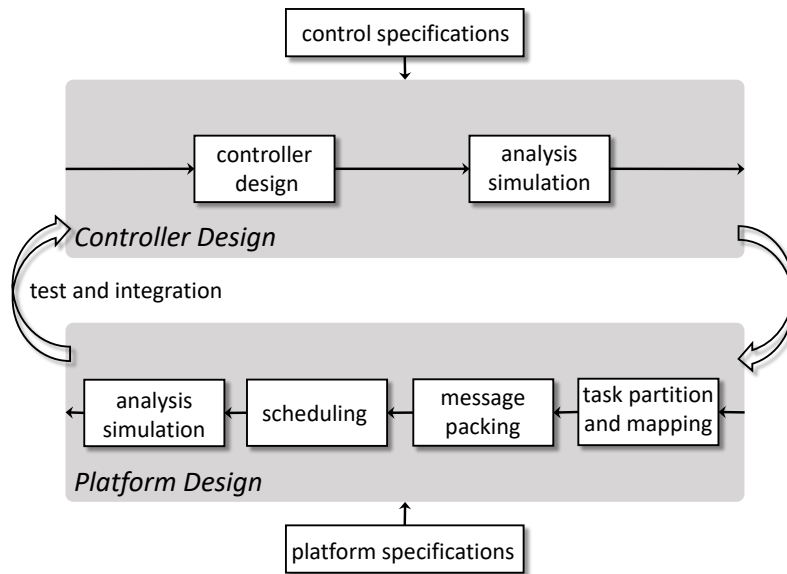 control specifications
controller
design
analysis
simulation
Controller Design
test and integration
analysis
simulation
scheduling
message
packing
task partition
and mapping
Platform Design
platform specifications